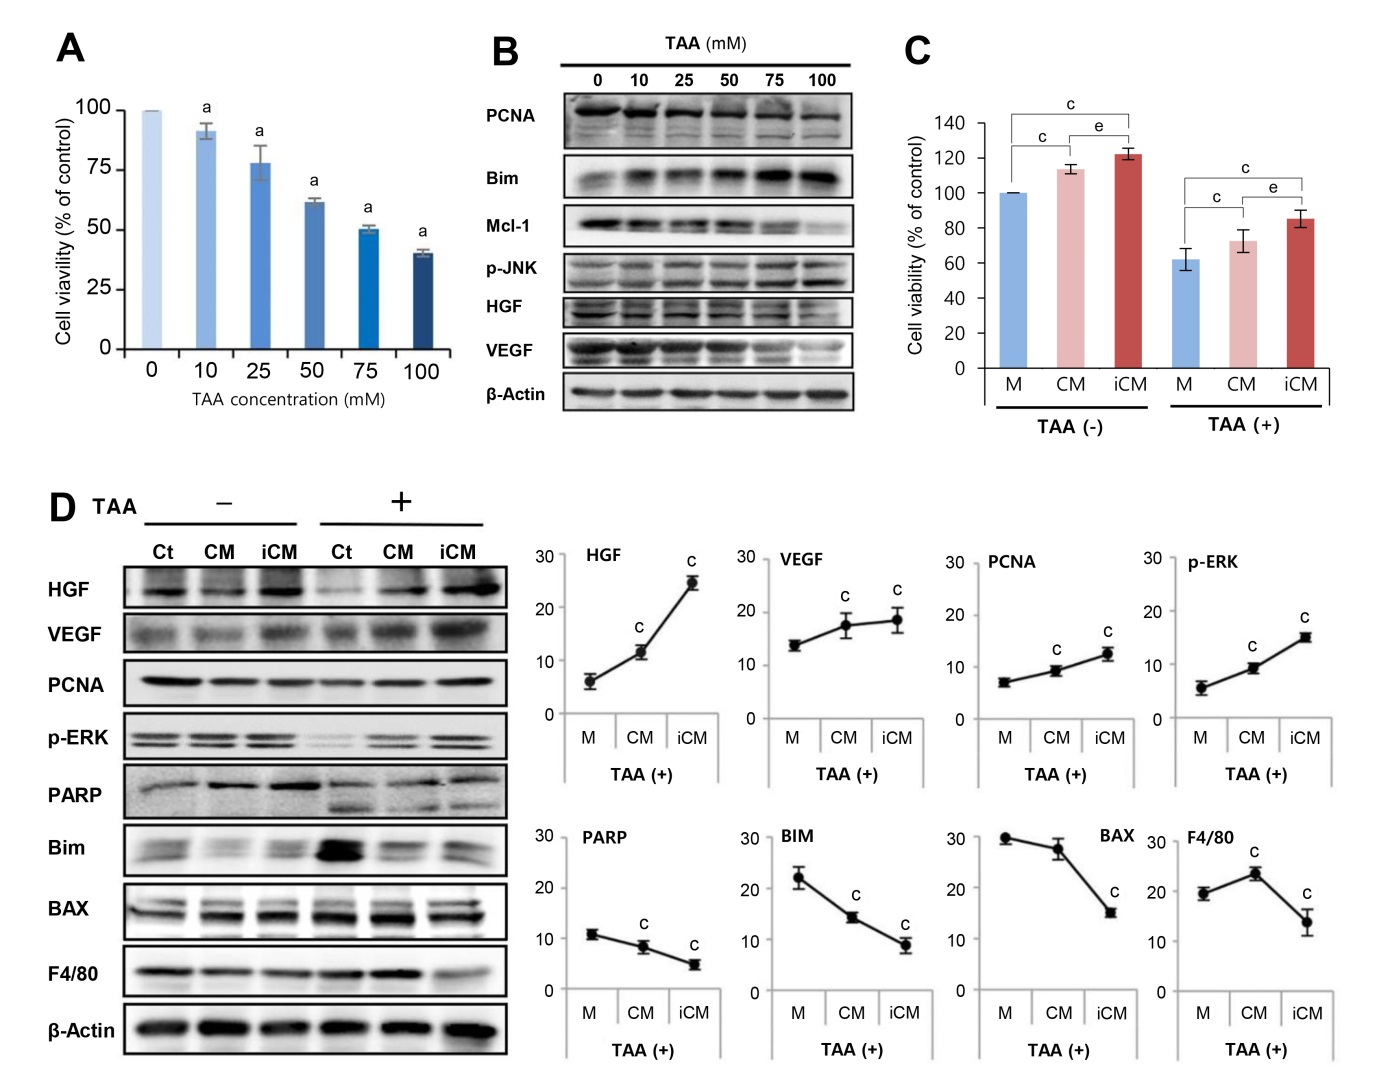 A
Cell viavility (% of control)
100
75
50
25
0
a
a
a
a
a
0 10 25 50 75 100
TAA concentration (mM)
B
TAA (mM)
0 10 25 50 75 100
PCNA
Bim
Mcl-1
p-JNK
HGF
VEGF
β-Actin
C
Cell viability (% of control)
140
120
100
80
60
40
20
0
c
c e
c
c e
M CM iCM M CM iCM
TAA (-) TAA (+)
D
TAA − +
Ct CM iCM Ct CM iCM
HGF
VEGF
PCNA
p-ERK
PARP
Bim
BAX
F4/80
β-Actin
HGF
30
20
10
0
c
c
M CM iCM
TAA (+)
VEGF
30
20
10
0
c
c
M CM iCM
TAA (+)
PCNA
30
20
10
0
c
c
M CM iCM
TAA (+)
p-ERK
30
20
10
0
c
c
M CM iCM
TAA (+)
PARP
30
20
10
0
c
c
M CM iCM
TAA (+)
BIM
30
20
10
0
c
c
M CM iCM
TAA (+)
BAX
30
20
10
0
c
M CM iCM
TAA (+)
F4/80
30
20
10
0
c
c
M CM iCM
TAA (+)